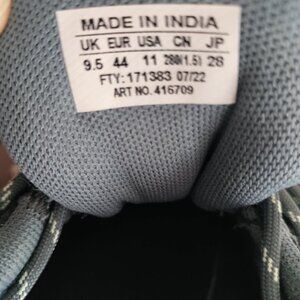 MADE IN INDIA
UK EUR USA CN JP
9.5 44 11 280(1.5) 28
FTY: 171383 07/22
ART NO. 416709